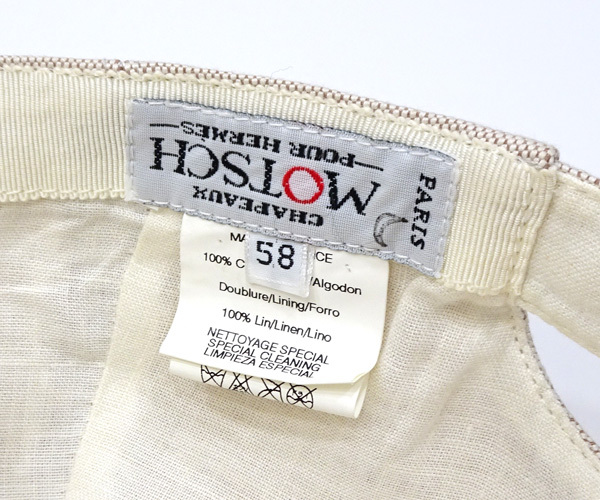 CHAPEAUX
MOTSCH
POUR HERMES
PARIS
58
100% /Algodon
Doublure/Lining/Forro
100% Lin/Linen/Lino
NETTOYAGE SPECIAL
SPECIAL CLEANING
LIMPIEZA ESPECIAL